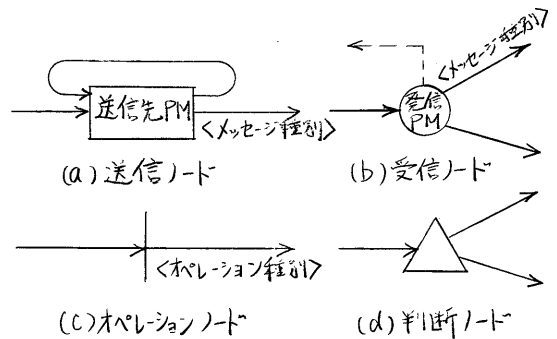 送信先PM
<メッセージ種別>
(a)送信ノード
<メッセージ種別>
受信
PM
(b)受信ノード
<オペレーション種別>
(c)オペレーションノード
(d)判断ノード